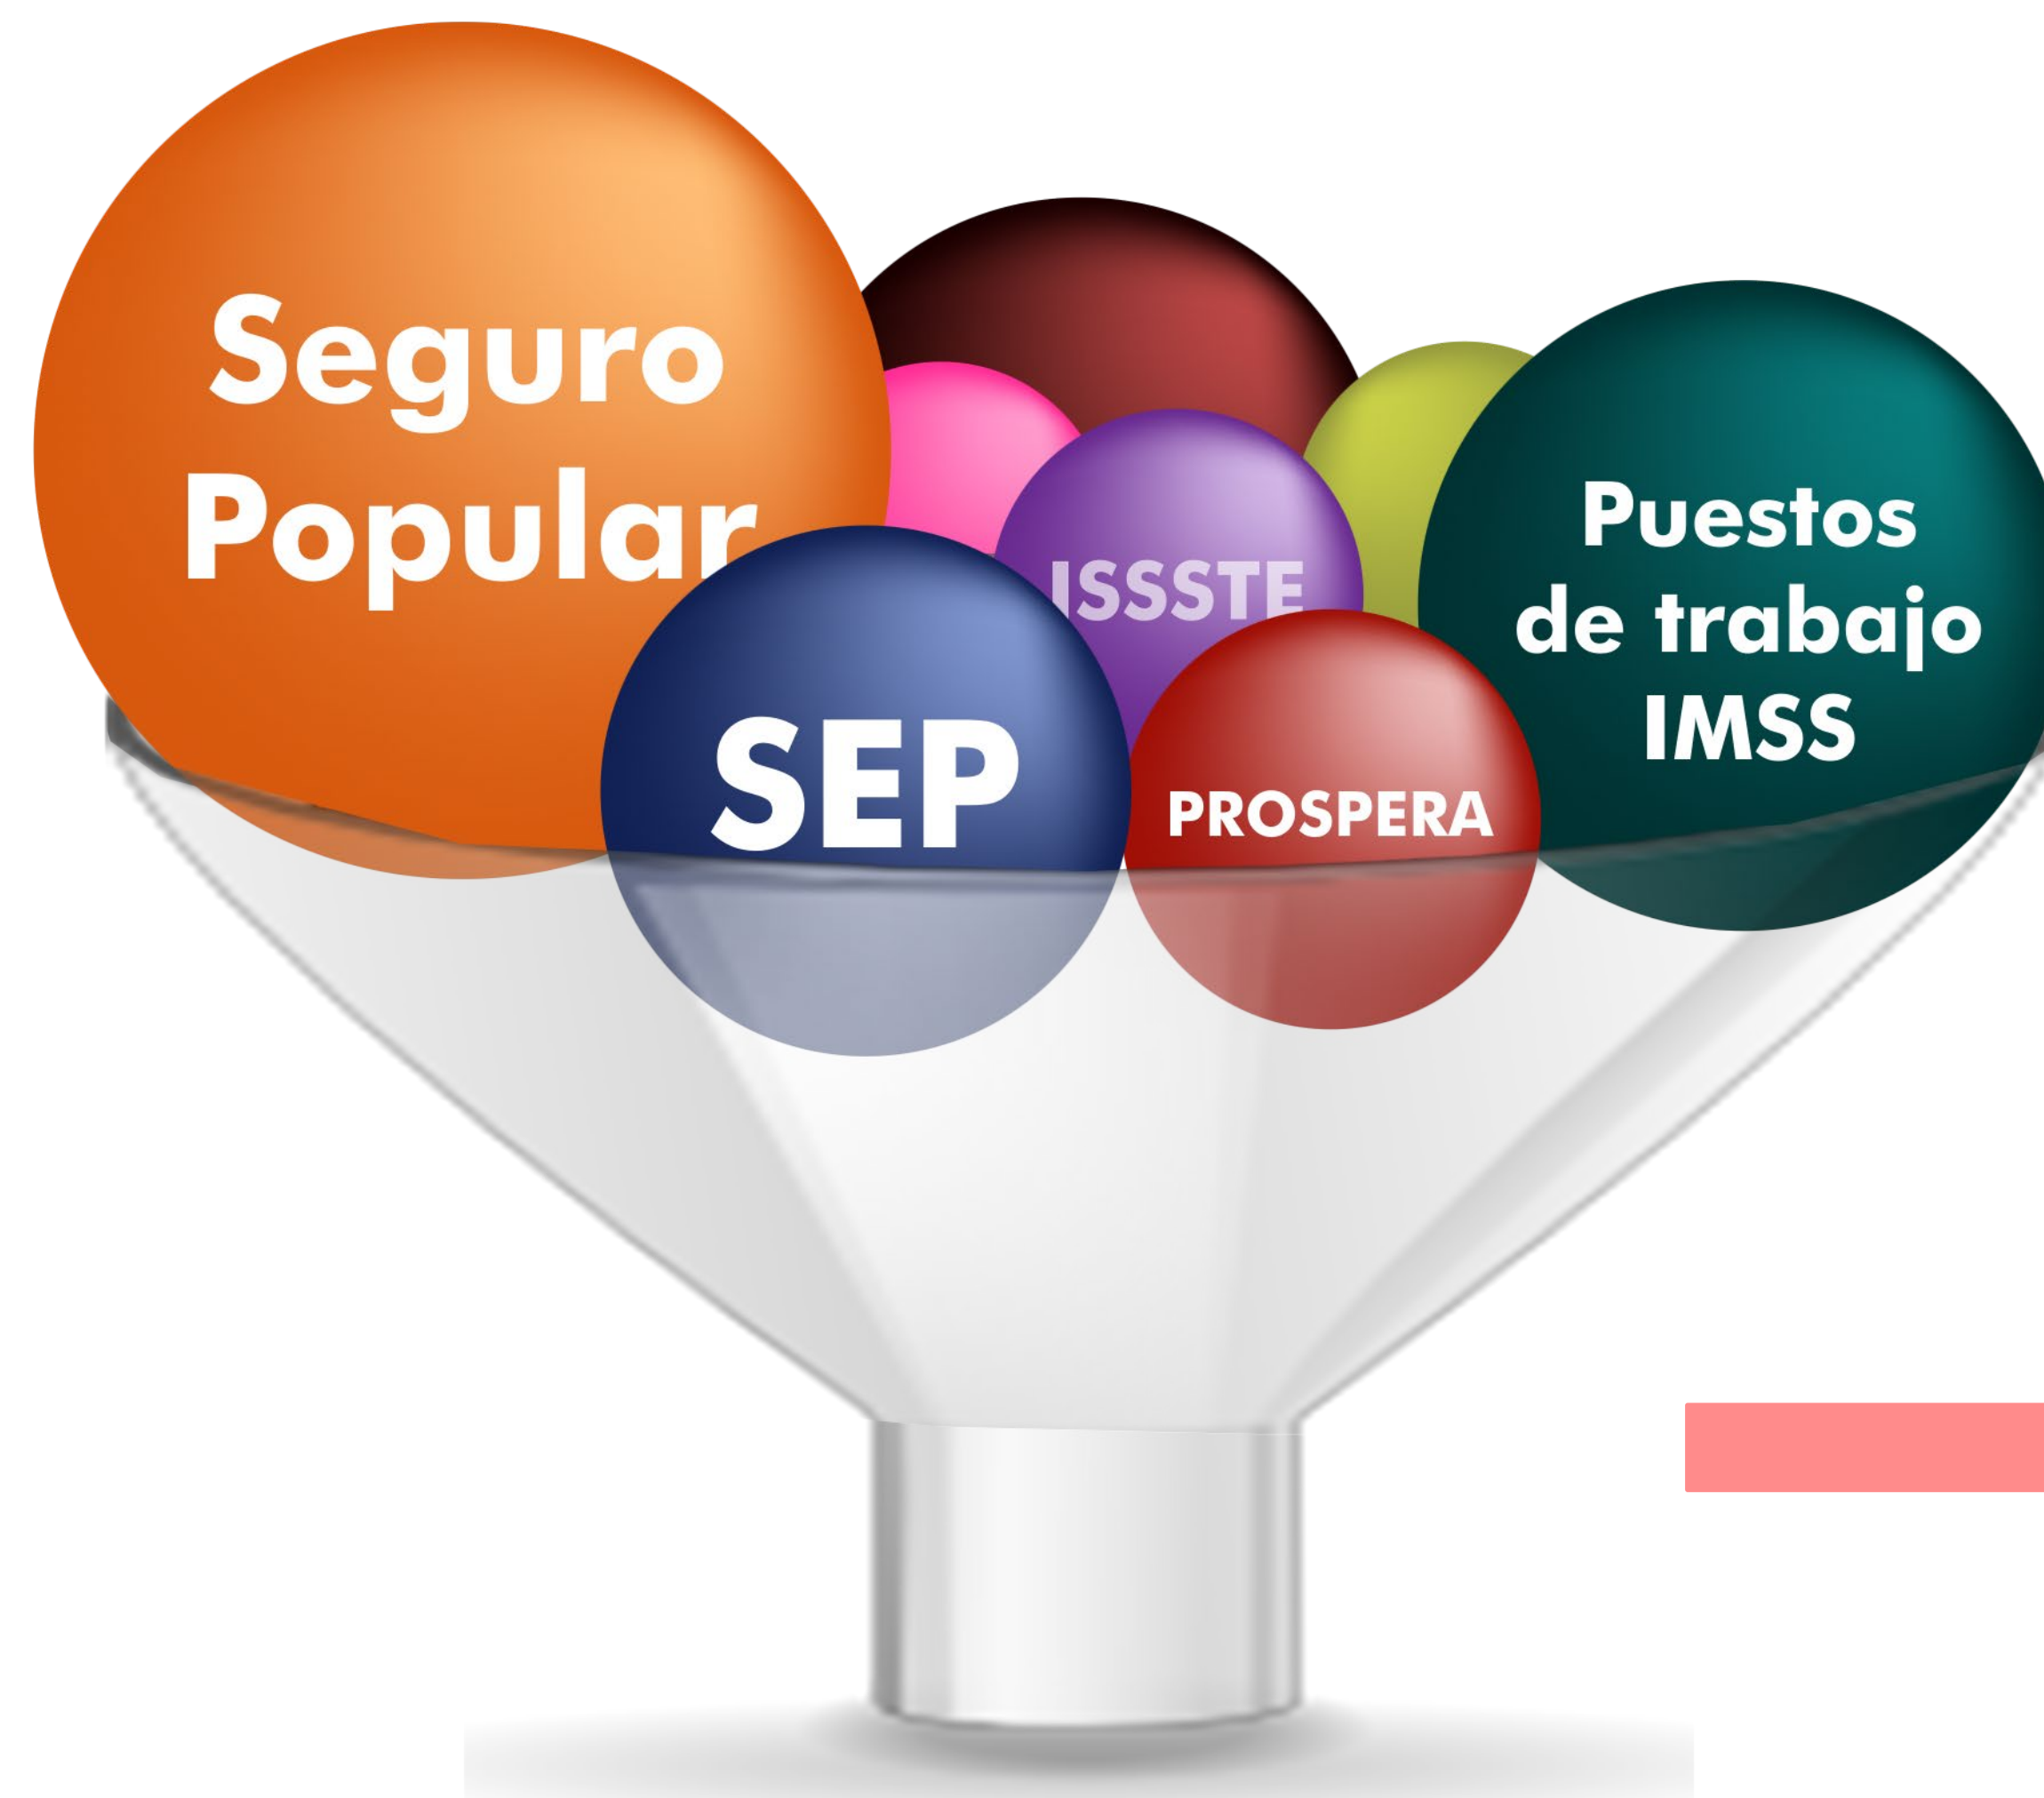 Seguro
Popular
ISSSTE
SEP
PROSPERA
Puestos
de trabajo
IMSS